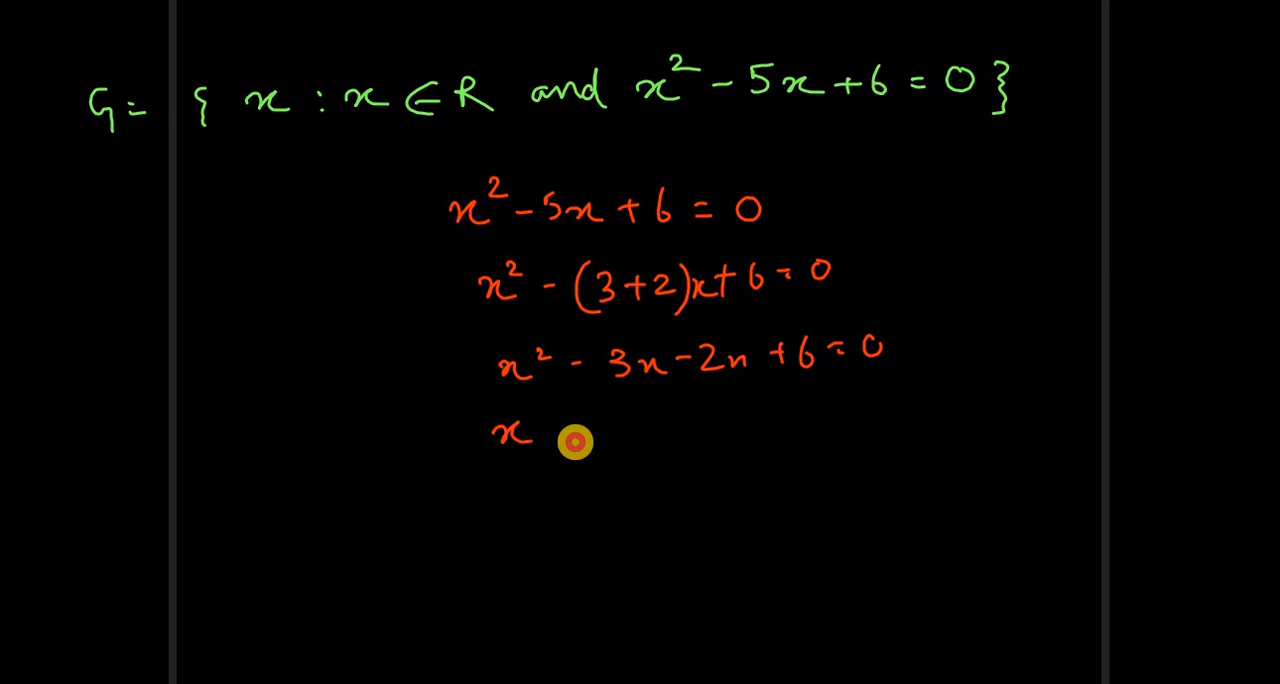 G = { x : x ∈ R and x² - 5x + 6 = 0 }
x² - 5x + 6 = 0
x² - (3+2)x + 6 = 0
x² - 3x - 2x + 6 = 0
x